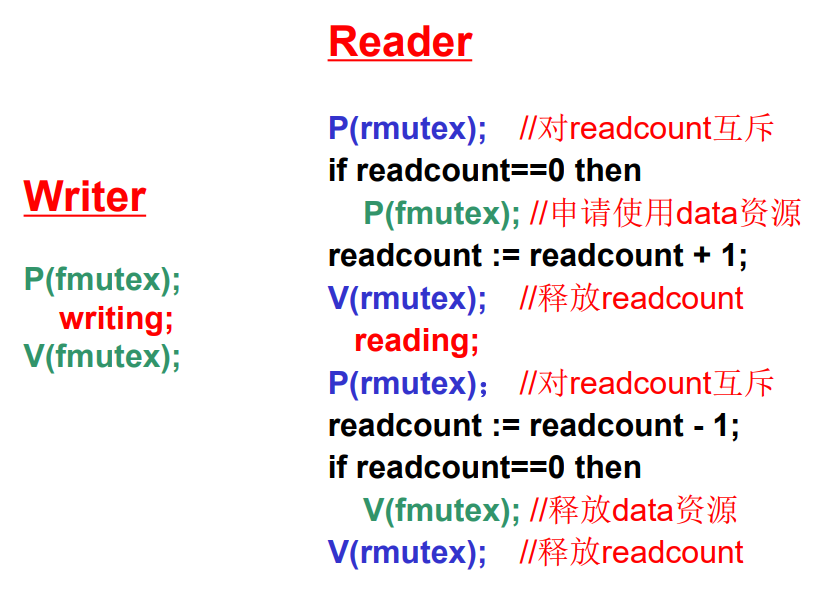 Writer
P(fmutex);
writing;
V(fmutex);
Reader
P(rmutex); //对readcount互斥
if readcount==0 then
P(fmutex); //申请使用data资源
readcount := readcount + 1;
V(rmutex); //释放readcount
reading;
P(rmutex)； //对readcount互斥
readcount := readcount - 1;
if readcount==0 then
V(fmutex); //释放data资源
V(rmutex); //释放readcount